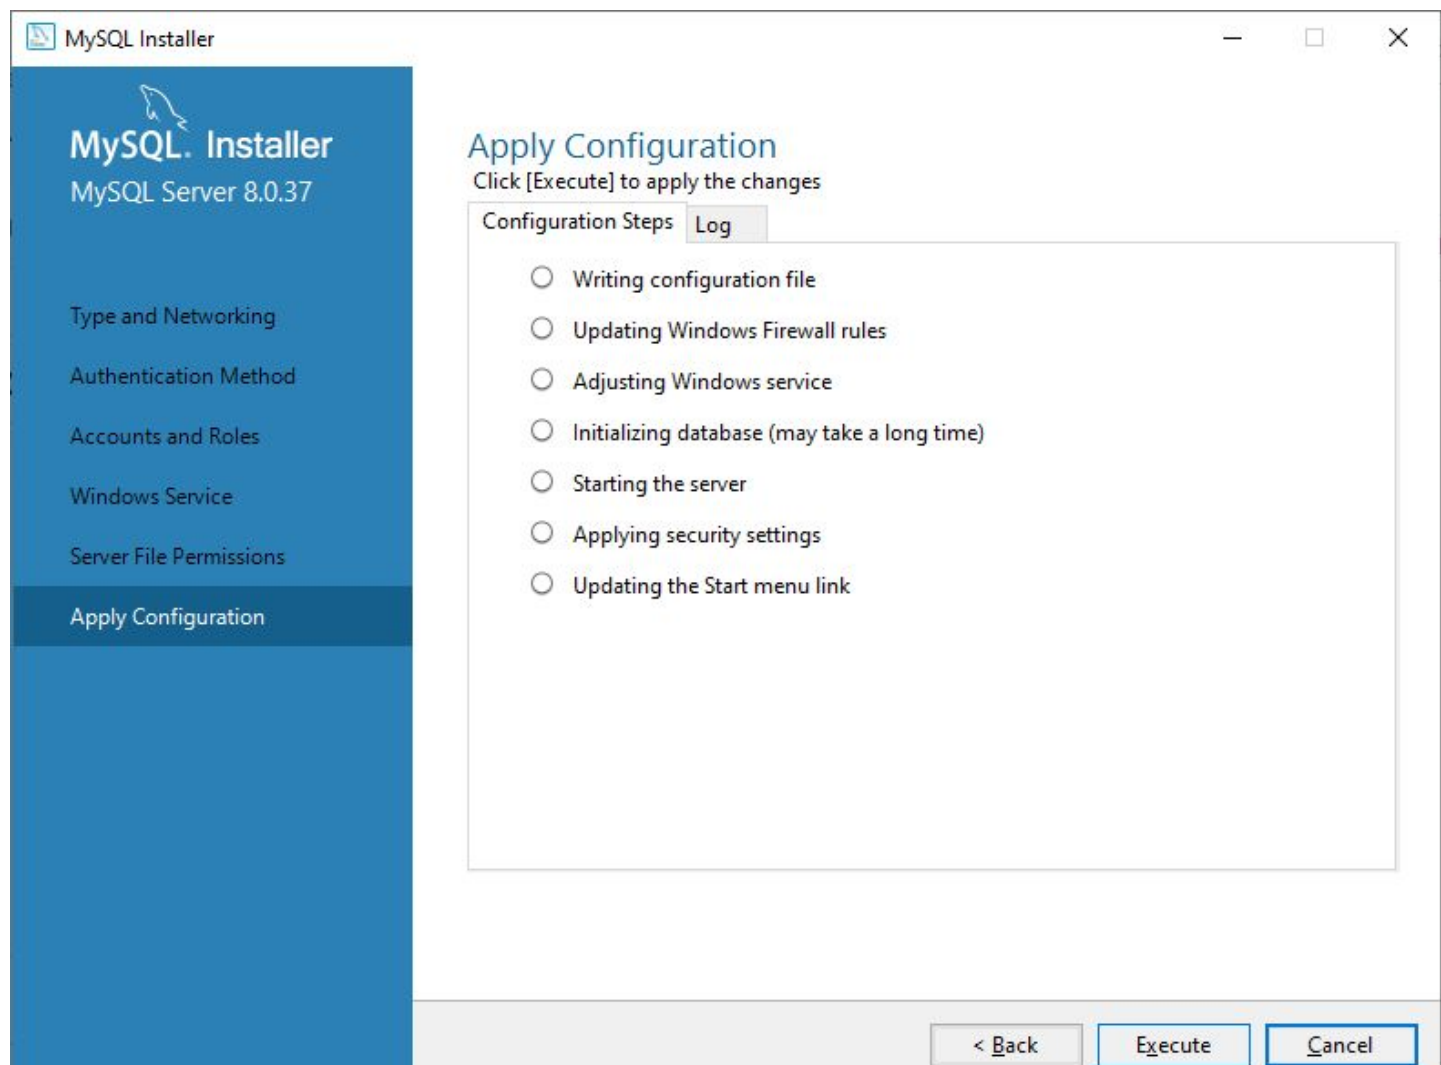 MySQL Installer
MySQL. Installer
MySQL Server 8.0.37
Type and Networking
Authentication Method
Accounts and Roles
Windows Service
Server File Permissions
Apply Configuration
Apply Configuration
Click [Execute] to apply the changes
Configuration Steps Log
Writing configuration file
Updating Windows Firewall rules
Adjusting Windows service
Initializing database (may take a long time)
Starting the server
Applying security settings
Updating the Start menu link
< Back Execute Cancel